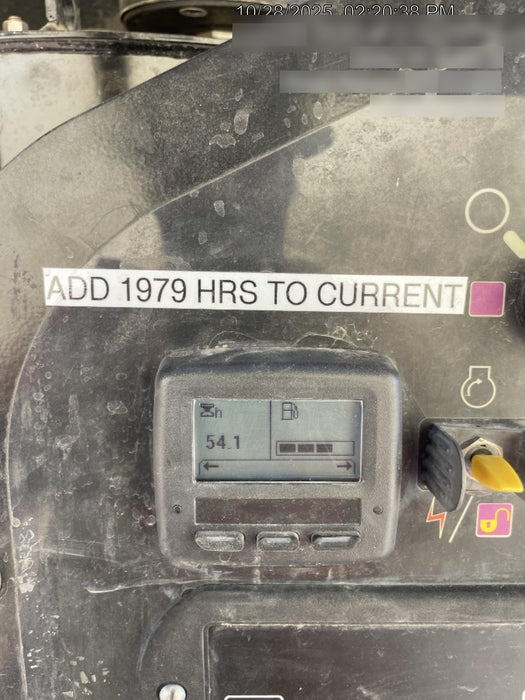 10/28/2025 02:20:38 PM
ADD 1979 HRS TO CURRENT
h
54.1